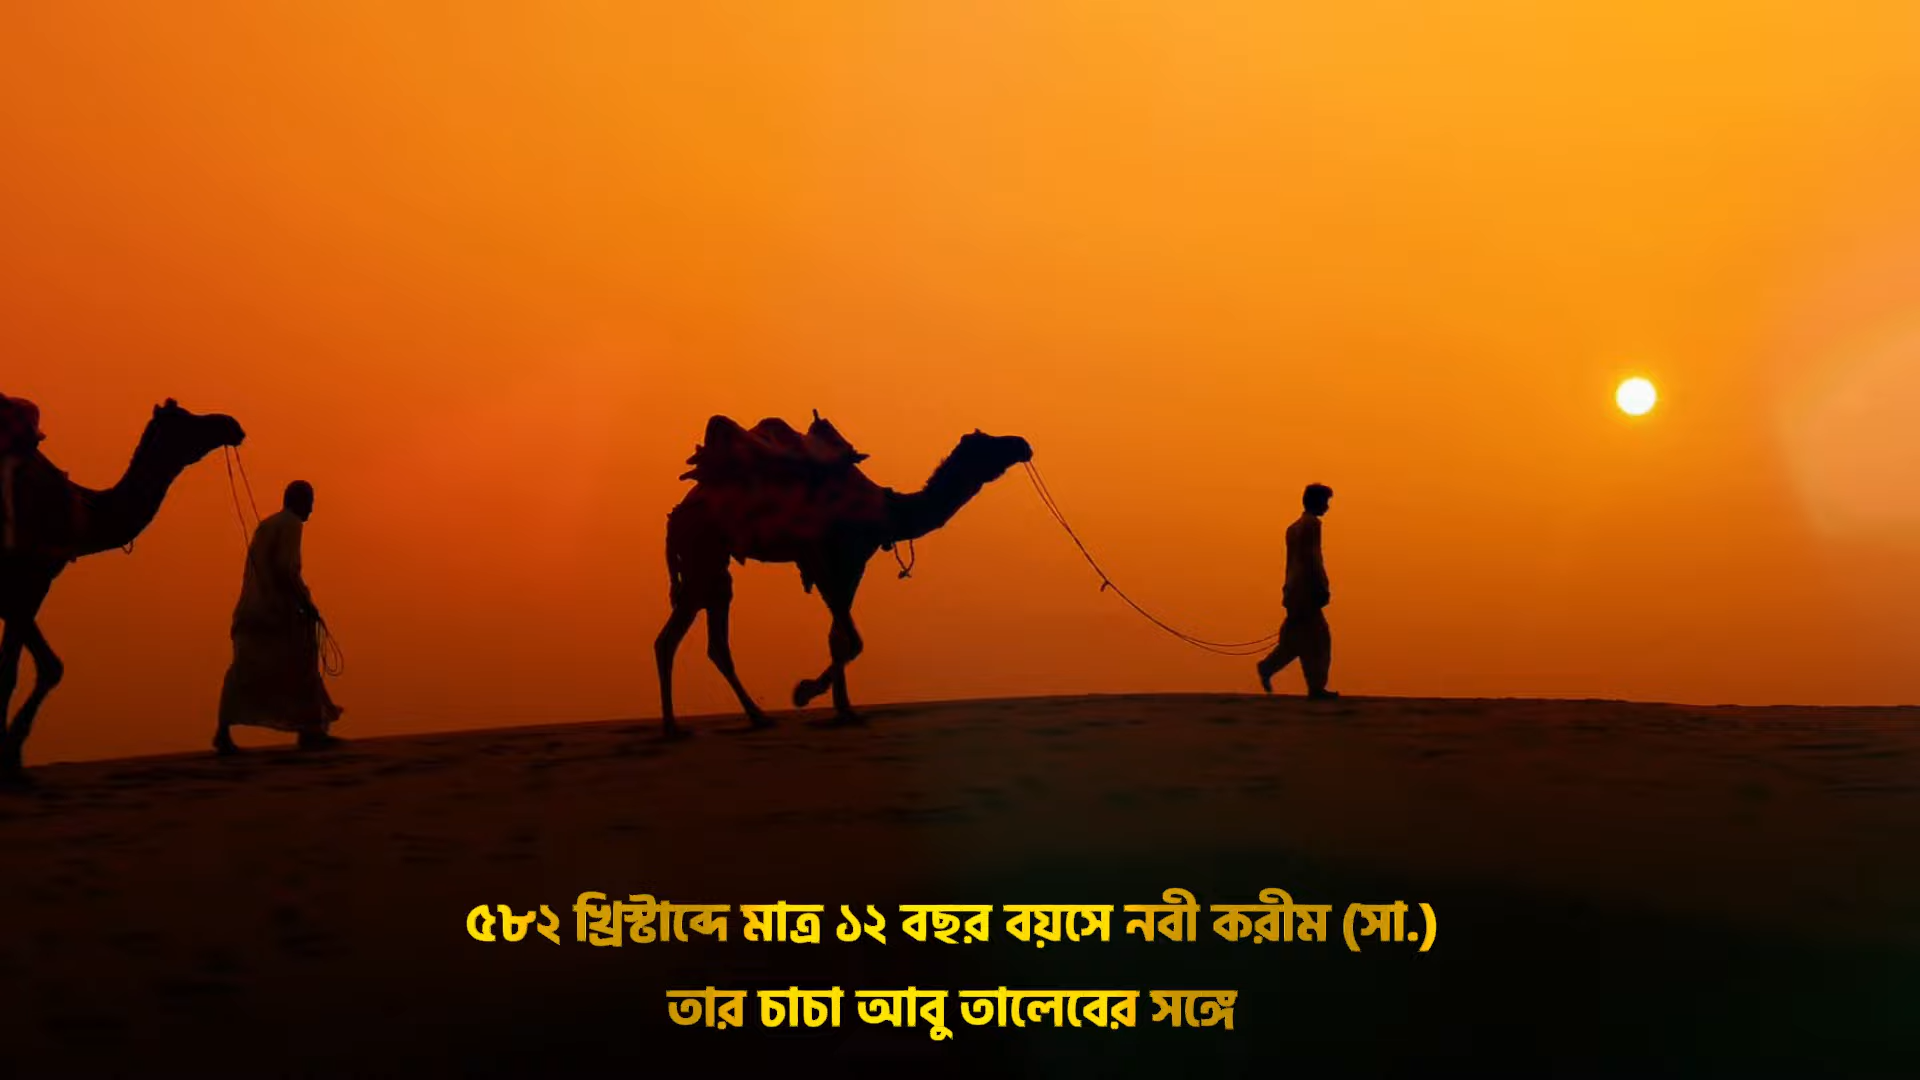 ৫৮২ খ্রিস্টাব্দে মাত্র ১২ বছর বয়সে নবী করীম (সা.)
তার চাচা আবু তালেবের সঙ্গে